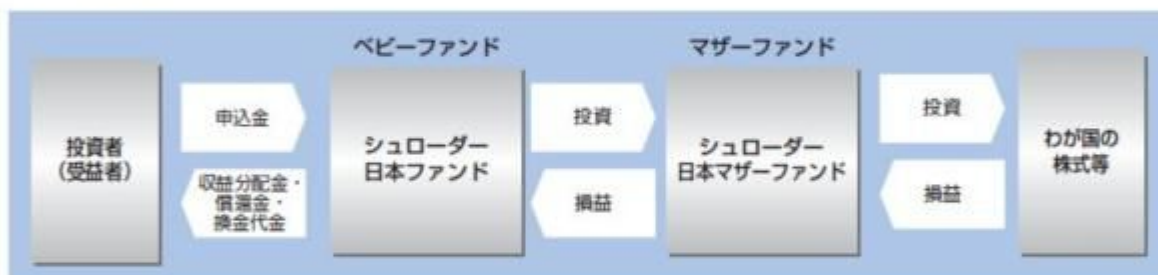 ベビーファンド
マザーファンド
投資者
(受益者)
申込金
収益分配金・
償還金・
換金代金
シュローダー
日本ファンド
投資
損益
シュローダー
日本マザーファンド
投資
損益
わが国の
株式等